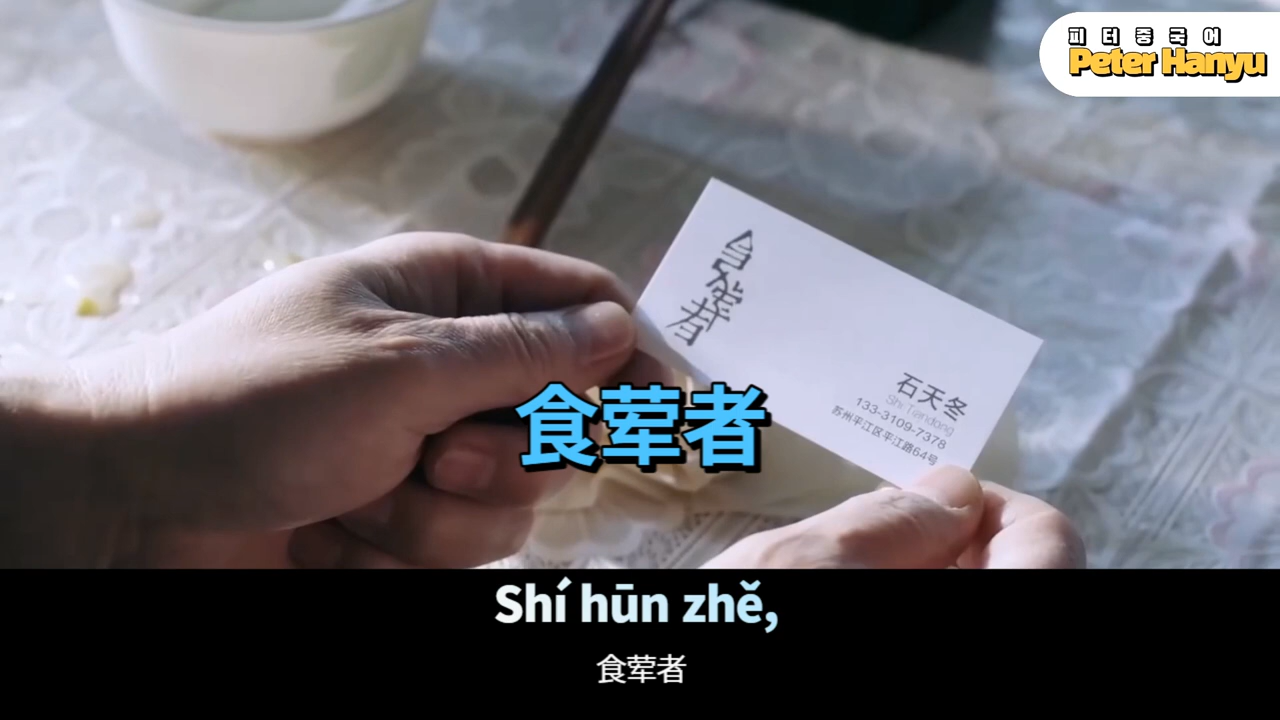 피터중국어
Peter Hanyu
食荤者
石天冬
Shi Tiandong
133-3109-7378
苏州平江区平江路64号
食荤者
Shí hūn zhě,
食荤者